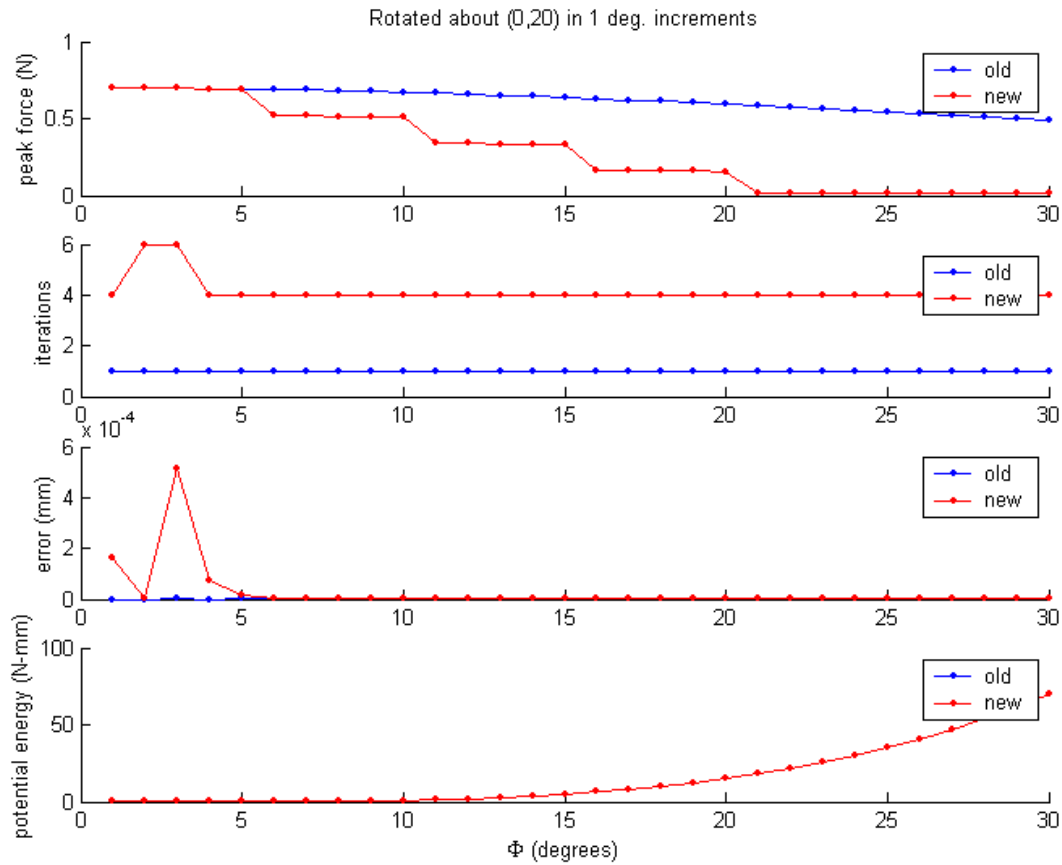 Rotated about (0,20) in 1 deg. increments
1
0.5
0
peak force (N)
old
new
0 5 10 15 20 25 30
6
4
2
0
iterations
old
new
0 5 10 15 20 25 30
x 10-4
6
4
2
0
error (mm)
old
new
0 5 10 15 20 25 30
100
50
0
potential energy (N-mm)
old
new
0 5 10 15 20 25 30
Φ (degrees)